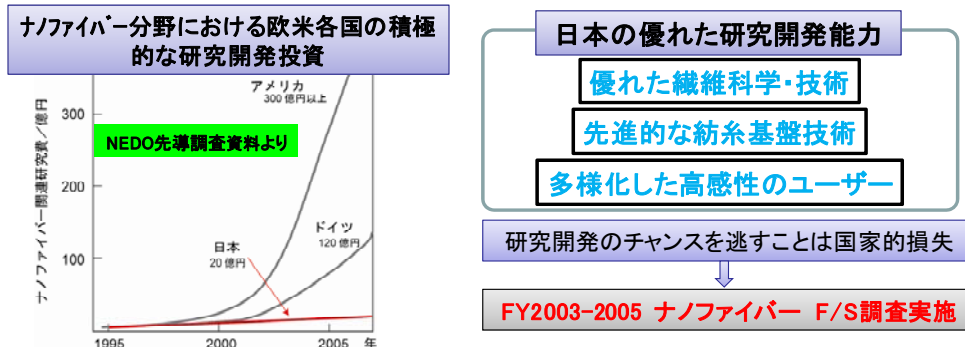 ナノファイバー分野における欧米各国の積極
的な研究開発投資
ナノファイバー関連研究費／億円
300
200
100
アメリカ
300億円以上
NEDO先導調査資料より
ドイツ
120億円
日本
20億円
1995
2000
2005
年
日本の優れた研究開発能力
優れた繊維科学・技術
先進的な紡糸基盤技術
多様化した高感性のユーザー
研究開発のチャンスを逃すことは国家的損失
FY2003-2005 ナノファイバー F/S調査実施